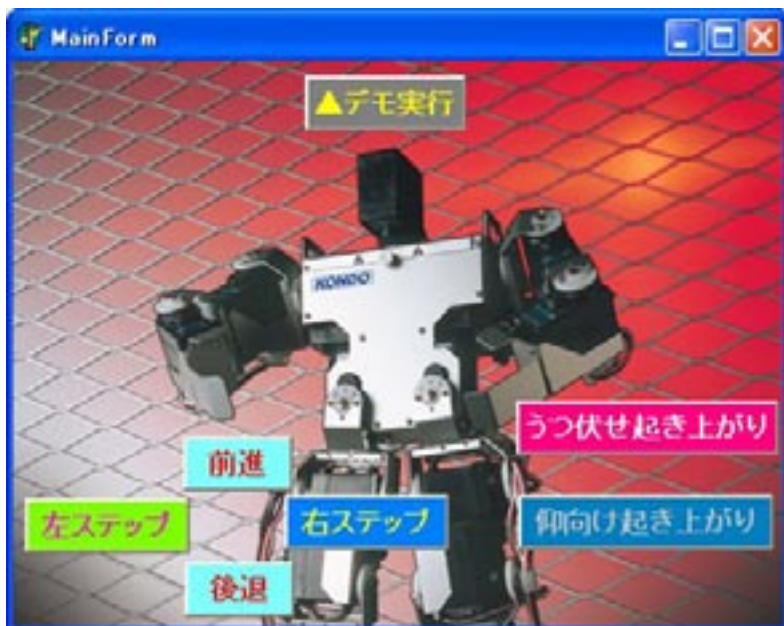 MainForm
▲デモ実行
KONDO
うつ伏せ起き上がり
前進
左ステップ
右ステップ
仰向け起き上がり
後退